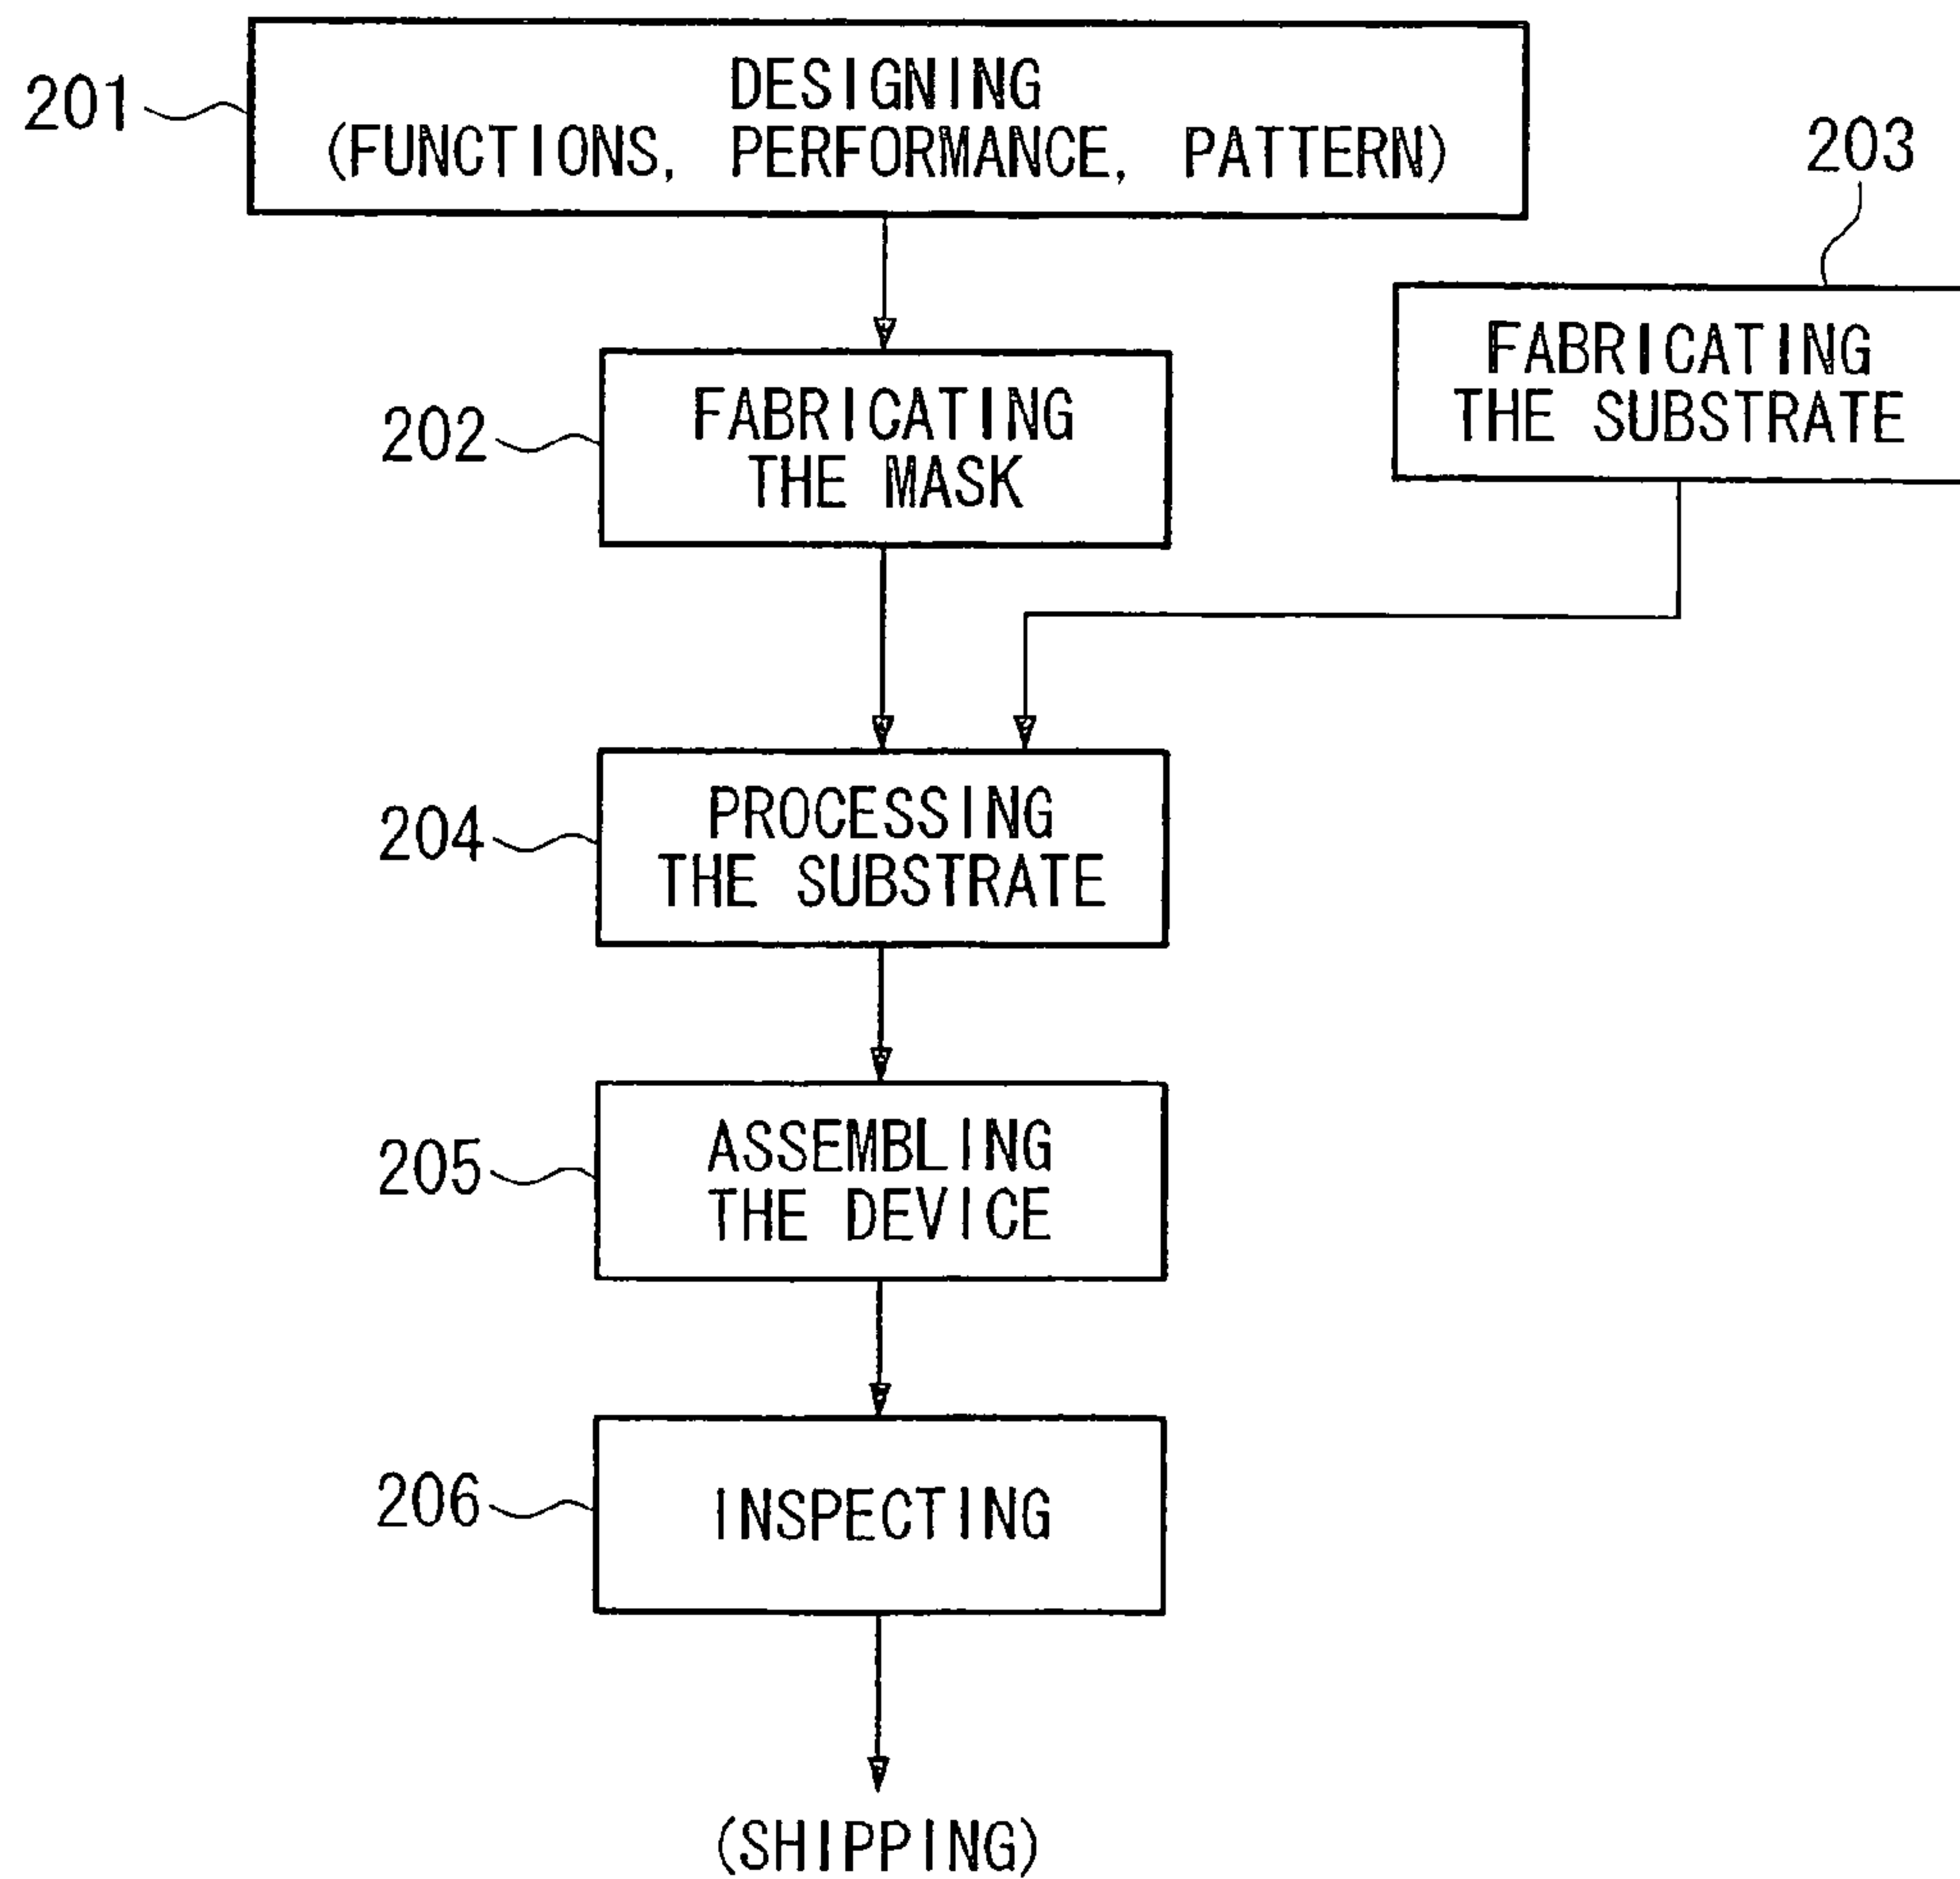 201
DESIGNING
(FUNCTIONS, PERFORMANCE, PATTERN)
203
FABRICATING
THE SUBSTRATE
202
FABRICATING
THE MASK
204
PROCESSING
THE SUBSTRATE
205
ASSEMBLING
THE DEVICE
206
INSPECTING
(SHIPPING)